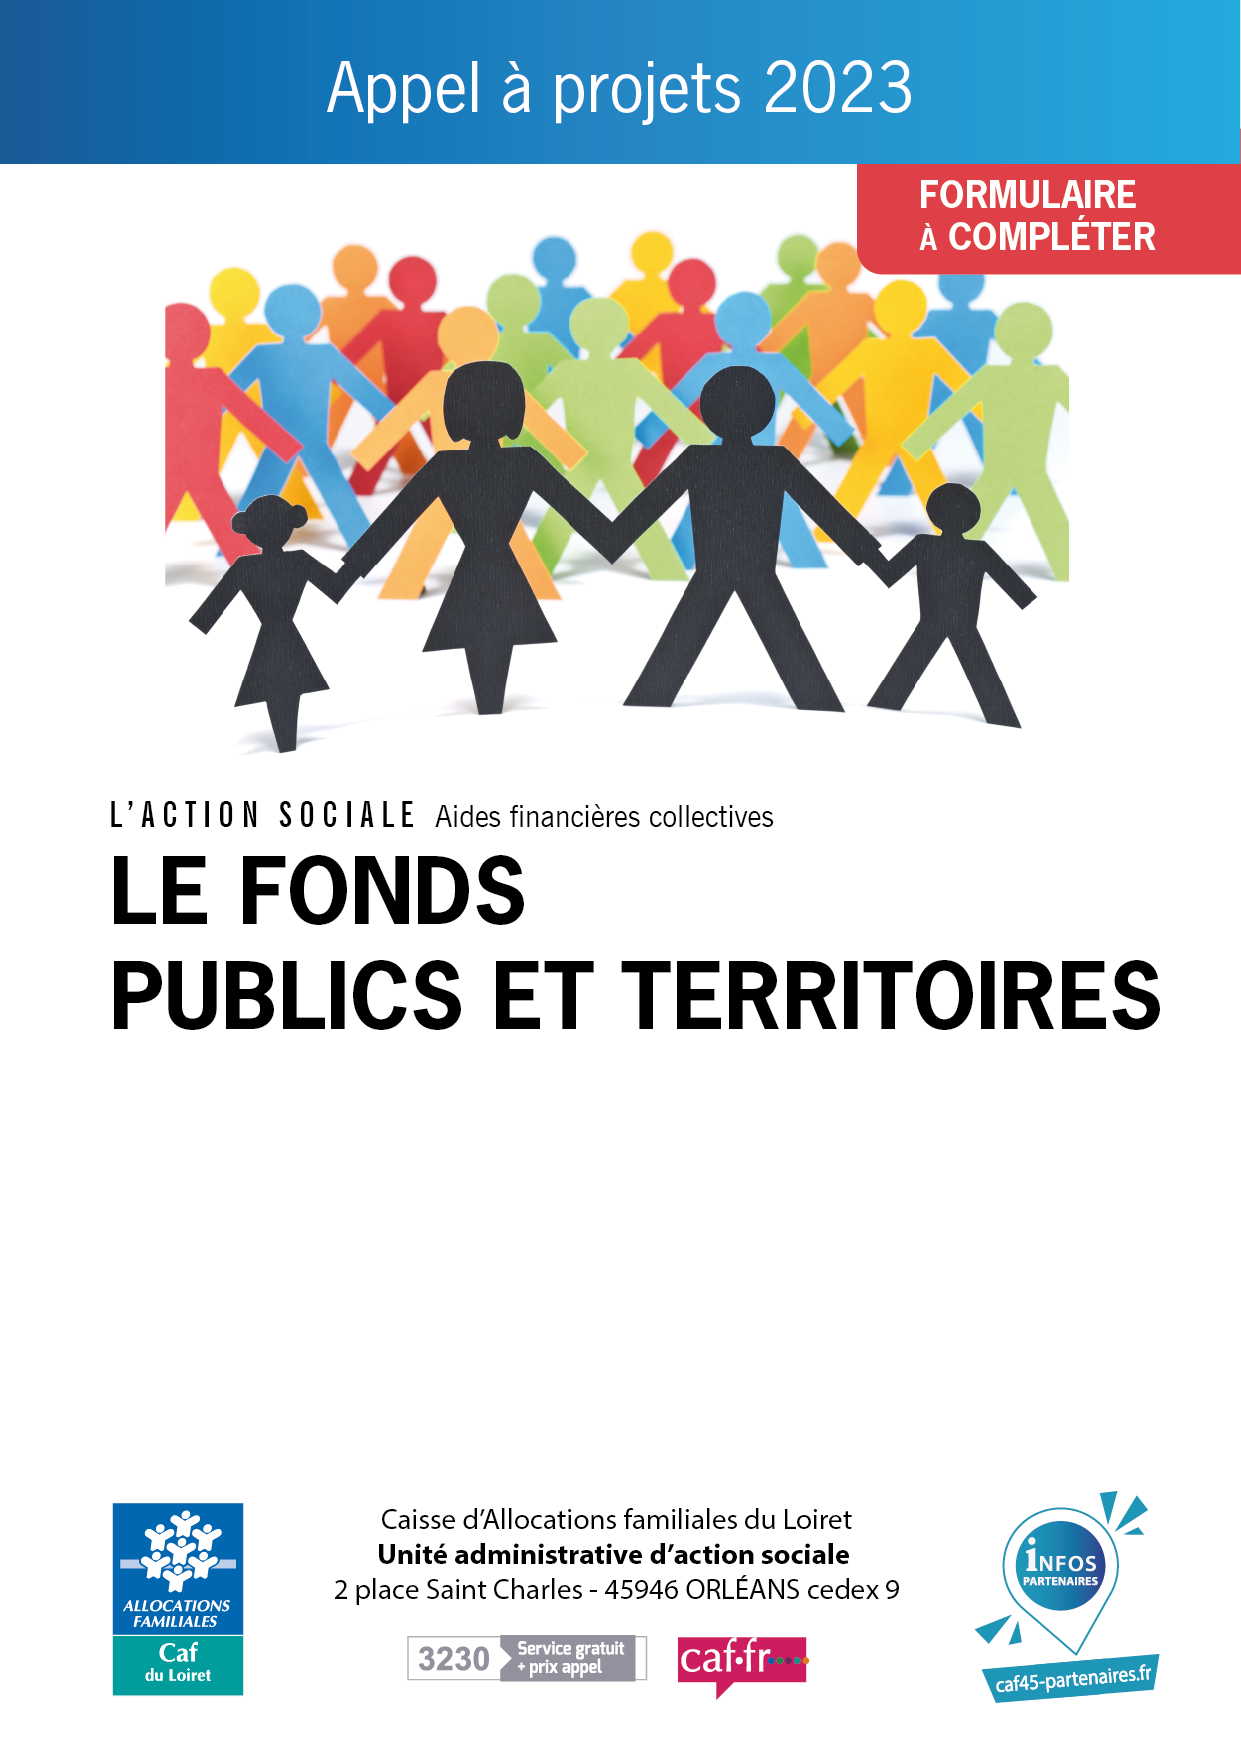 Appel à projets 2023
FORMULAIRE
À COMPLÉTER
L'ACTION SOCIALE Aides financières collectives
LE FONDS
PUBLICS ET TERRITOIRES
Caisse d'Allocations familiales du Loiret
Unité administrative d'action sociale
2 place Saint Charles - 45946 ORLÉANS cedex 9
ALLOCATIONS
FAMILIALES
Caf
du Loiret
3230 Service gratuit
+ prix appel
caf.fr
iNFOS
PARTENAIRES
caf45-partenaires.fr